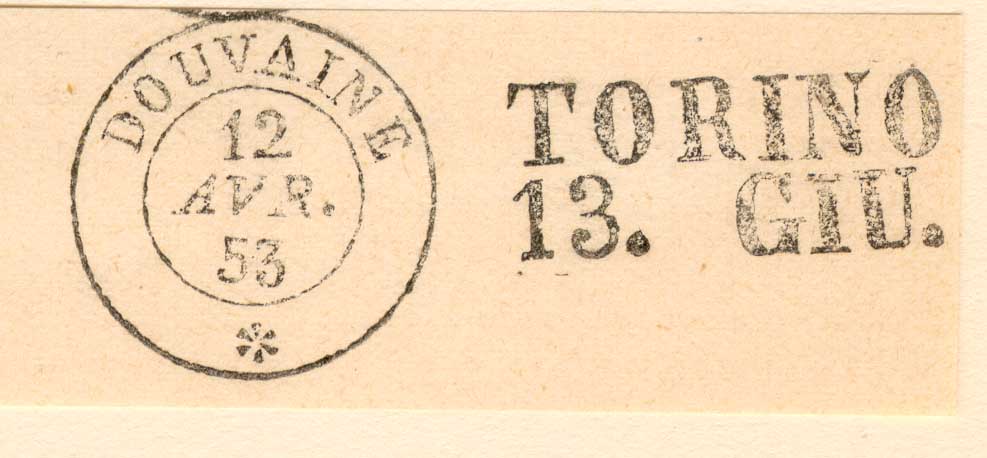 DOUVAINE
12
AVR.
53
*
TORINO
13. GIU.